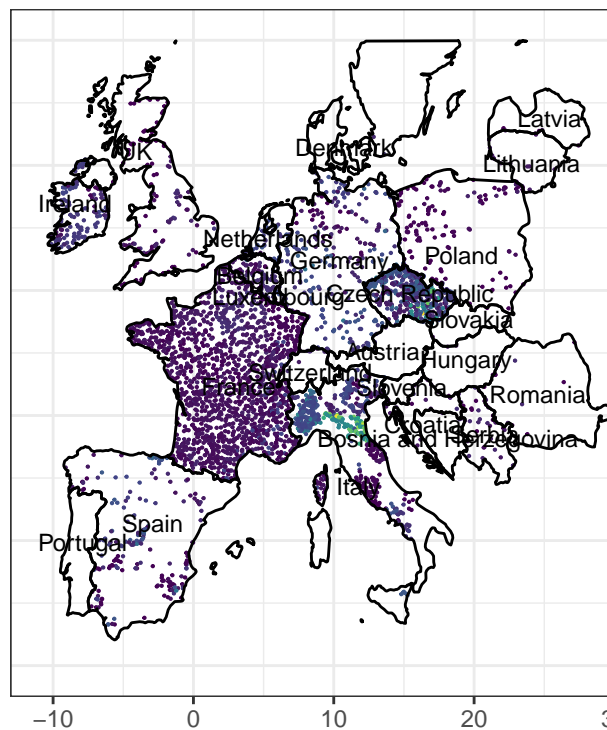 Latvia
UK
Denmark
Lithuania
Ireland
Netherlands
Germany
Poland
Belgium
Luxembourg
Czech Republic
Slovakia
Austria
Hungary
Switzerland
France
Slovenia
Romania
Croatia
Bosnia and Herzegovina
Italy
Spain
Portugal
−10 0 10 20 3